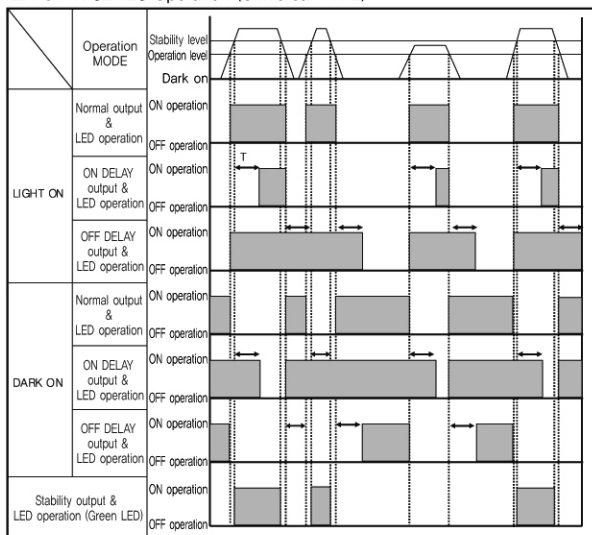 Operation
MODE
Stability level
Operation level
Dark on
LIGHT ON
Normal output
&
LED operation
ON operation
OFF operation
ON DELAY
output &
LED operation
ON operation
T
OFF operation
OFF DELAY
output &
LED operation
ON operation
OFF operation
DARK ON
Normal output
&
LED operation
ON operation
OFF operation
ON DELAY
output &
LED operation
ON operation
OFF operation
OFF DELAY
output &
LED operation
ON operation
OFF operation
Stability output &
LED operation (Green LED)
ON operation
OFF operation